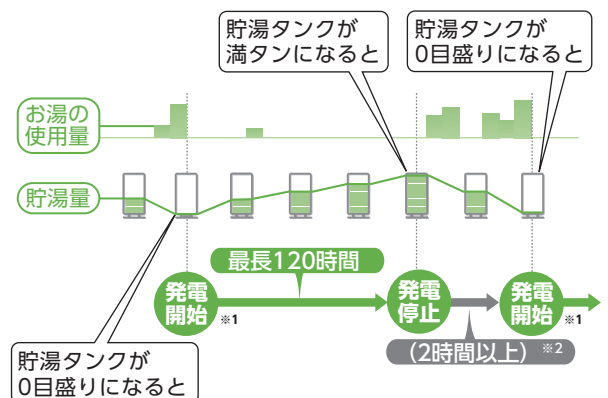 貯湯タンクが
満タンになると
貯湯タンクが
0目盛りになると
お湯の
使用量
貯湯量
最長120時間
発電
開始
※1
発電
停止
発電
開始
※1
(2時間以上)
※2
貯湯タンクが
0目盛りになると